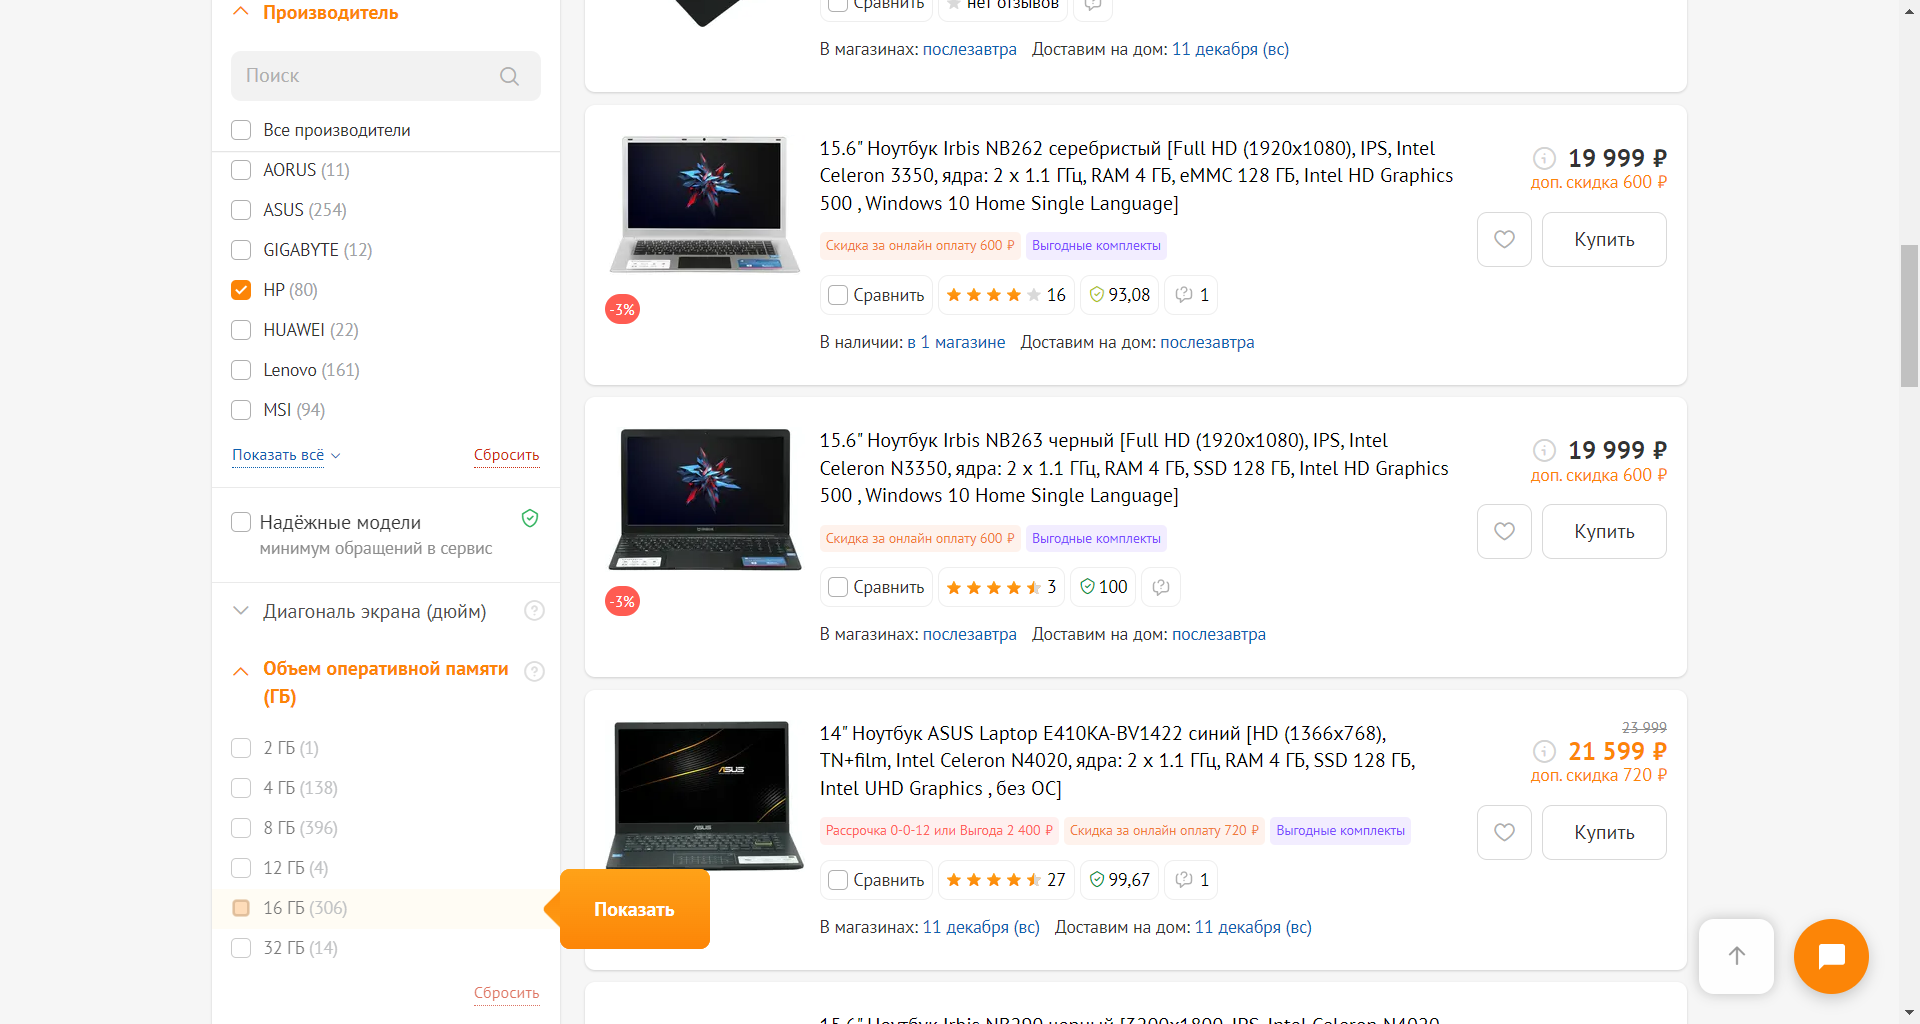 Производитель
Поиск
Все производители
AORUS (11)
ASUS (254)
GIGABYTE (12)
HP (80)
HUAWEI (22)
Lenovo (161)
MSI (94)
Показать всё
Сбросить
Надёжные модели
минимум обращений в сервис
Диагональ экрана (дюйм)
Объем оперативной памяти
(ГБ)
2 ГБ (1)
4 ГБ (138)
8 ГБ (396)
12 ГБ (4)
16 ГБ (306)
32 ГБ (14)
Сбросить
Показать
Сравнить
нет отзывов
В магазинах: послезавтра Доставим на дом: 11 декабря (вс)
15.6" Ноутбук Irbis NB262 серебристый [Full HD (1920x1080), IPS, Intel
Celeron 3350, ядра: 2 x 1.1 ГГц, RAM 4 ГБ, eMMC 128 ГБ, Intel HD Graphics
500 , Windows 10 Home Single Language]
Скидка за онлайн оплату 600 ₽
Выгодные комплекты
Сравнить
16
93,08
1
-3%
В наличии: в 1 магазине Доставим на дом: послезавтра
19 999 ₽
доп. скидка 600 ₽
Купить
15.6" Ноутбук Irbis NB263 черный [Full HD (1920x1080), IPS, Intel
Celeron N3350, ядра: 2 x 1.1 ГГц, RAM 4 ГБ, SSD 128 ГБ, Intel HD Graphics
500 , Windows 10 Home Single Language]
Скидка за онлайн оплату 600 ₽
Выгодные комплекты
Сравнить
3
100
-3%
В магазинах: послезавтра Доставим на дом: послезавтра
19 999 ₽
доп. скидка 600 ₽
Купить
14" Ноутбук ASUS Laptop E410KA-BV1422 синий [HD (1366x768),
TN+film, Intel Celeron N4020, ядра: 2 x 1.1 ГГц, RAM 4 ГБ, SSD 128 ГБ,
Intel UHD Graphics , без ОС]
ASUS
ASUS
Рассрочка 0-0-12 или Выгода 2 400 ₽
Скидка за онлайн оплату 720 ₽
Выгодные комплекты
Сравнить
27
99,67
1
В магазинах: 11 декабря (вс) Доставим на дом: 11 декабря (вс)
23 999
21 599 ₽
доп. скидка 720 ₽
Купить
15.6" Ноутбук Irbis NB290 черный [3200x1800, IPS, Intel Celeron N4020,